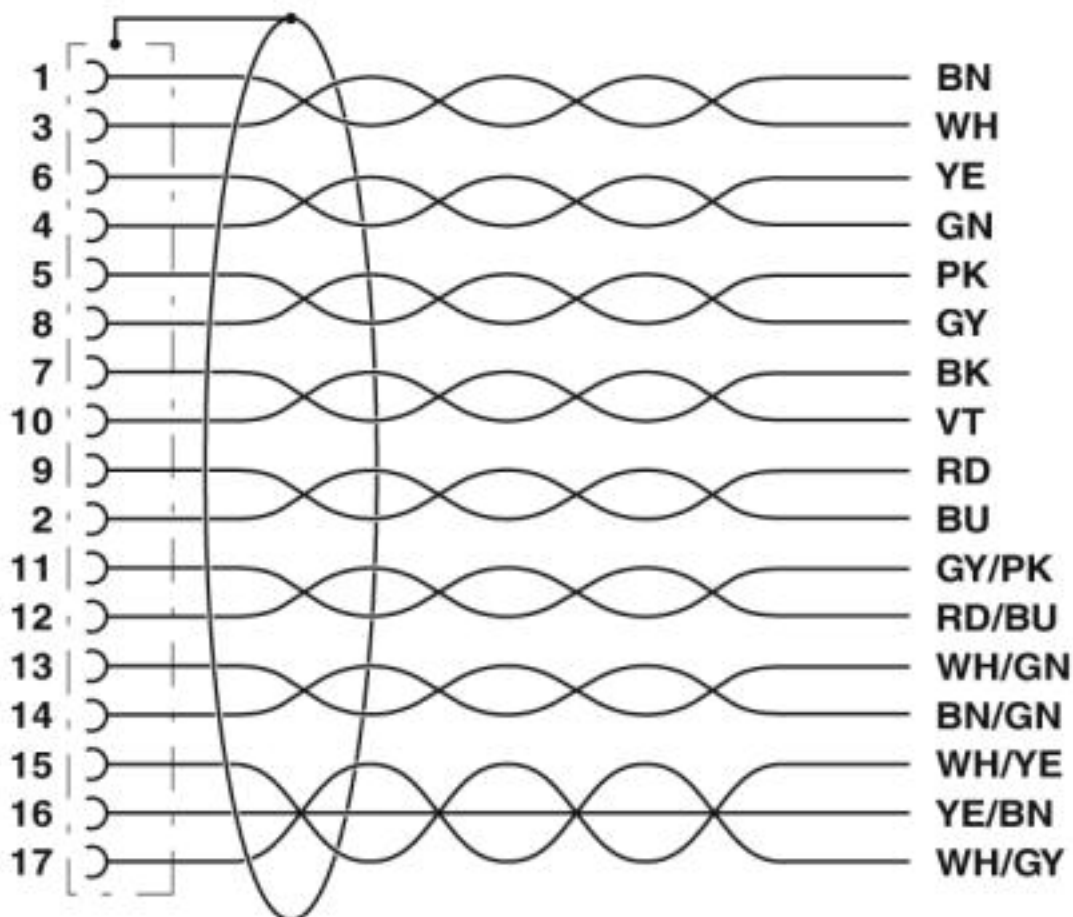 1 BN
3 WH
6 YE
4 GN
5 PK
8 GY
7 BK
10 VT
9 RD
2 BU
11 GY/PK
12 RD/BU
13 WH/GN
14 BN/GN
15 WH/YE
16 YE/BN
17 WH/GY